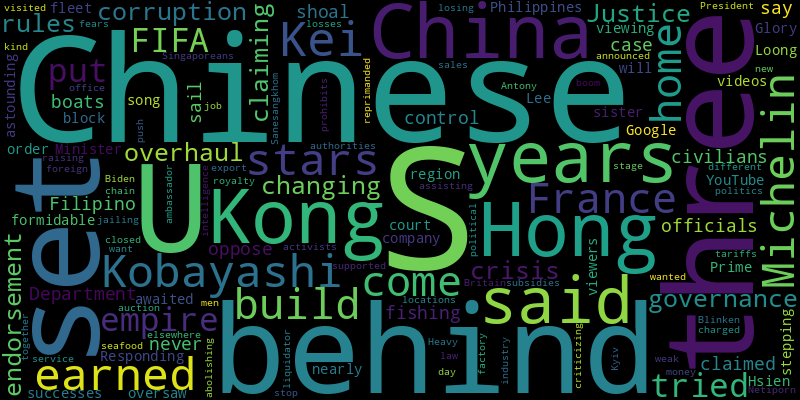 visited
fleet
corruption
losing
Philippines
President
say
rules
fears
shoal
Justice
Glory
FIFA
Kei
China
viewing
Loong
Singaporeans
case
announced
kind
put
claiming
home
will
new
astounding
office
Chinese
Antony
boom
videos
boats
song
sail
job
Sanesangkhom
prohibits
reprimanded
sales
Lee
sister
Google
block
push
control
three
Michelin
order
Minister
overhaul
authorities
stars
S
years
civilians
different
raising
foreign
Biden
export
region
stage
YouTube
politics
chain
ambassador
intelligence
royalty
changing
assisting
France
set
Filipino
jailing
U
Kong
Hong
formidable
court
political
officials
closed
want
oppose
activists
company
viewers
tariffs
endorsement
Kobayashi
supported
come
crisis
wanted
Prime
Department
awaited
auction
men
locations
Britain
subsidies
governance
together
empire
build
fishing
said
Blinken
charged
stepping
elsewhere
seafood
Responding
never
liquidator
nearly
Heavy
law
day
factory
industry
criticizing
Kyiv
weak
money
claimed
earned
service
successes
oversaw
abolishing
behind
stop
tried
Hsien
Netiporn